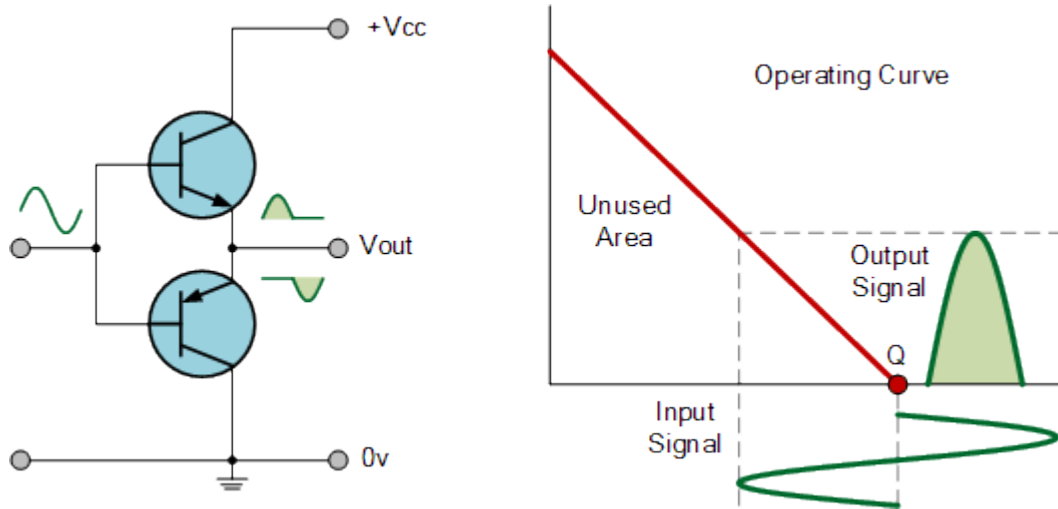 +Vcc
Vout
0v
Operating Curve
Unused
Area
Output
Signal
Q
Input
Signal